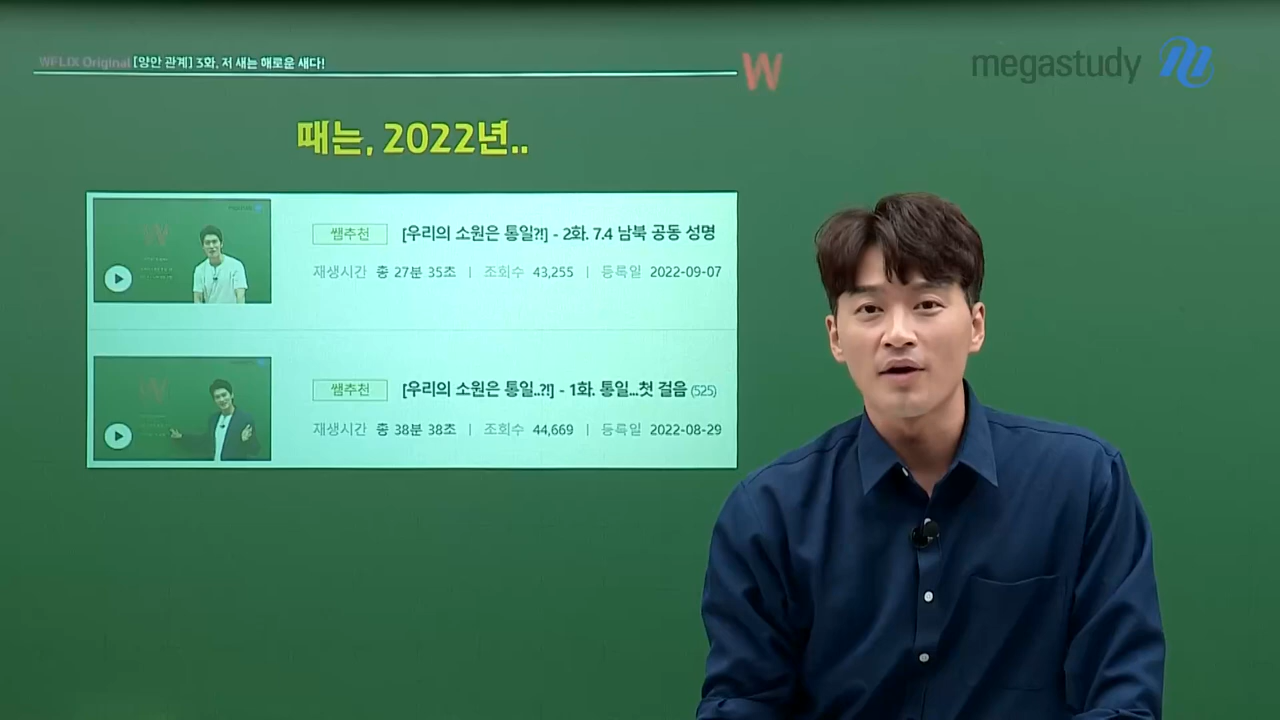 WFLIX Original [양안 관계] 3화, 저 새는 해로운 새다!
W
megastudy
때는, 2022년..
쌤추천 [우리의 소원은 통일?!] - 2화. 7.4 남북 공동 성명
재생시간 총 27분 35초 | 조회수 43,255 | 등록일 2022-09-07
쌤추천 [우리의 소원은 통일..?!] - 1화. 통일...첫 걸음 (525)
재생시간 총 38분 38초 | 조회수 44,669 | 등록일 2022-08-29